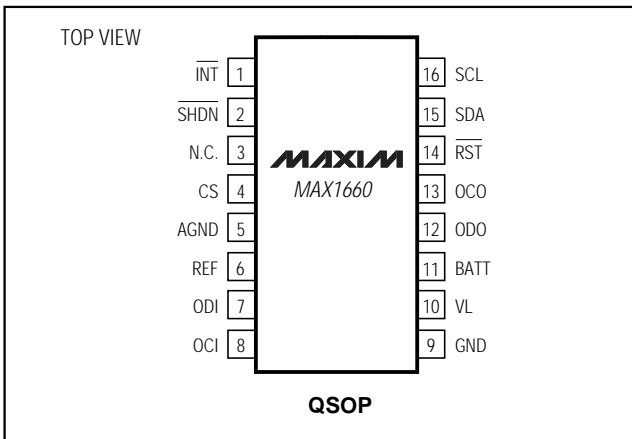 TOP VIEW
INT 1
SHDN 2
N.C. 3
CS 4
AGND 5
REF 6
ODI 7
OCI 8
MAXIM
MAX1660
16 SCL
15 SDA
14 RST
13 OCO
12 ODO
11 BATT
10 VL
9 GND
QSOP